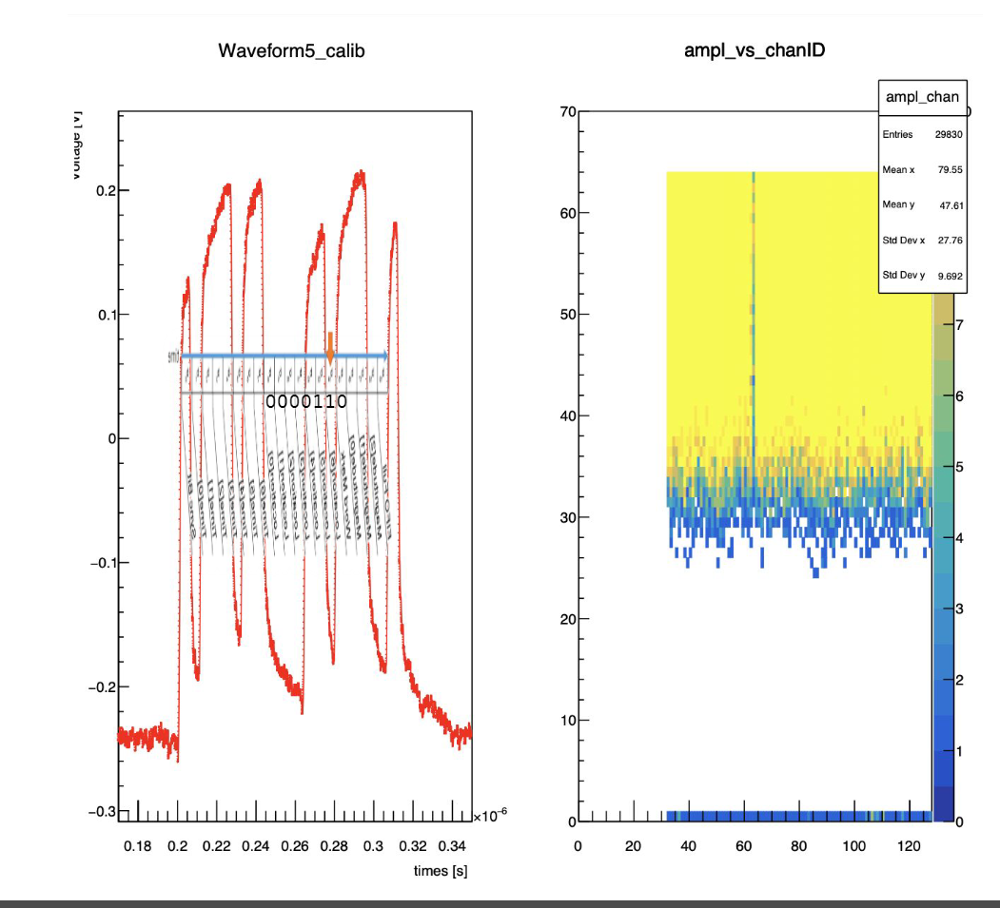 Waveform5_calib
Voltage [V]
0.2
0.1
0
−0.1
−0.2
−0.3
0000110
0.18 0.2 0.22 0.24 0.26 0.28 0.3 0.32 0.34
×10⁻⁶
times [s]
ampl_vs_chanID
ampl_chan
Entries 29830
Mean x 79.55
Mean y 47.61
Std Dev x 27.76
Std Dev y 9.692
70
60
50
40
30
20
10
0
0 20 40 60 80 100 120
7
6
5
4
3
2
1
0